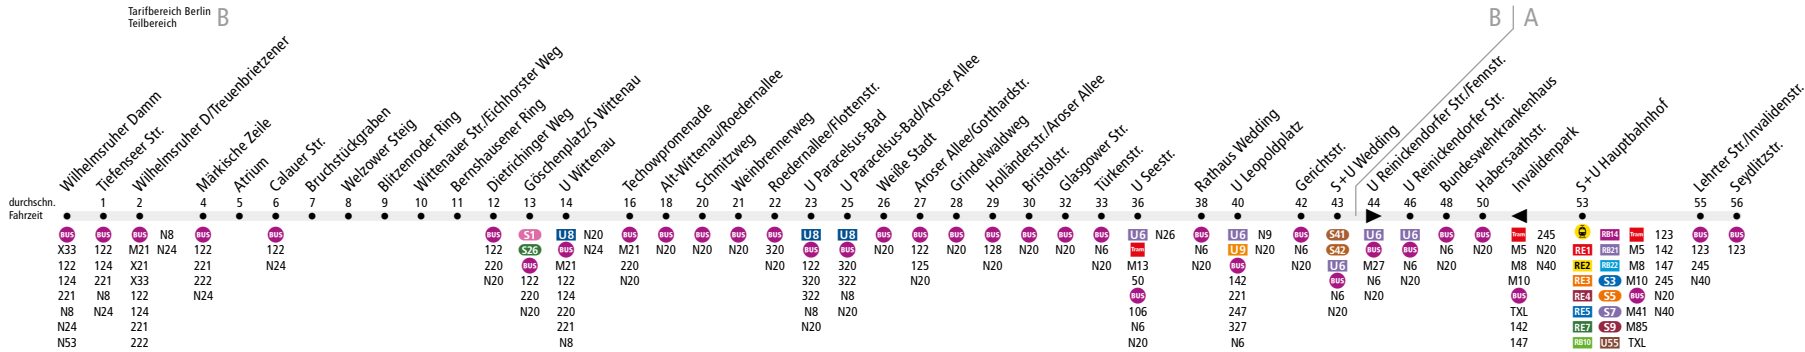 Tarifbereich Berlin B
Teilbereich
B | A
Wilhelmsruher Damm
Tiefenseer Str.
Wilhelmsruher D/Treuenbrietzener
Märkische Zeile
Atrium
Calauer Str.
Bruchstückgraben
Welzower Steig
Blitzenroder Ring
Wittenauer Str./Eichhorster Weg
Bernshausener Ring
Dietrichinger Weg
Göschenplatz/S Wittenau
U Wittenau
Techowpromenade
Alt-Wittenau/Roedernallee
Schmitzweg
Weinbrennerweg
Roedernallee/Flottenstr.
U Paracelsus-Bad
U Paracelsus-Bad/Aroser Allee
Weiße Stadt
Aroser Allee/Gotthardstr.
Grindelwaldweg
Holländerstr./Aroser Allee
Bristolstr.
Glasgower Str.
Türkenstr.
U Seestr.
Rathaus Wedding
U Leopoldplatz
Gerichtstr.
S+U Wedding
U Reinickendorfer Str./Fennstr.
U Reinickendorfer Str.
Bundeswehrkrankenhaus
Habersaathstr.
Invalidenpark
S+U Hauptbahnhof
Lehrter Str./Invalidenstr.
Seydlitzstr.
durchschn. 1 2 4 5 6 7 8 9 10 11 12 13 14 16 18 20 21 22 23 25 26 27 28 29 30 32 33 36 38 40 42 43 44 46 48 50 53 55 56
Fahrzeit
BUS BUS BUS N8 BUS BUS BUS S1 U8 N20 BUS BUS BUS BUS BUS U8 U8 BUS BUS BUS BUS BUS BUS BUS U6 N26 BUS U6 N9 BUS S41 U6 U6 BUS BUS Tram 245 RB14 Tram 123 BUS BUS
X33 122 M21 N24 122 122 122 S26 BUS N24 M21 N20 N20 N20 320 BUS BUS N20 122 N20 128 N20 N20 N6 Tram N6 U9 N20 N6 S42 BUS BUS N6 N20 M5 N20 RE1 RB21 M5 142 123 123
122 124 X21 221 N24 220 BUS M21 220 N20 122 320 125 N20 N20 M13 N20 BUS N20 U6 M27 N6 N20 M8 N40 RE2 RB22 M8 147 245
124 221 X33 222 N20 122 122 N20 320 322 N20 50 142 BUS N6 N20 M10 RE3 S3 M10 245 N40
221 N8 122 N24 220 124 322 N8 BUS 221 N6 N20 BUS RE4 S5 BUS N20
N8 N24 124 N20 220 N8 N20 106 247 N20 TXL RE5 S7 M41 N40
N24 221 221 N20 N6 327 142 RE7 S9 M85
N53 222 N8 N20 N6 147 RB10 U55 TXL